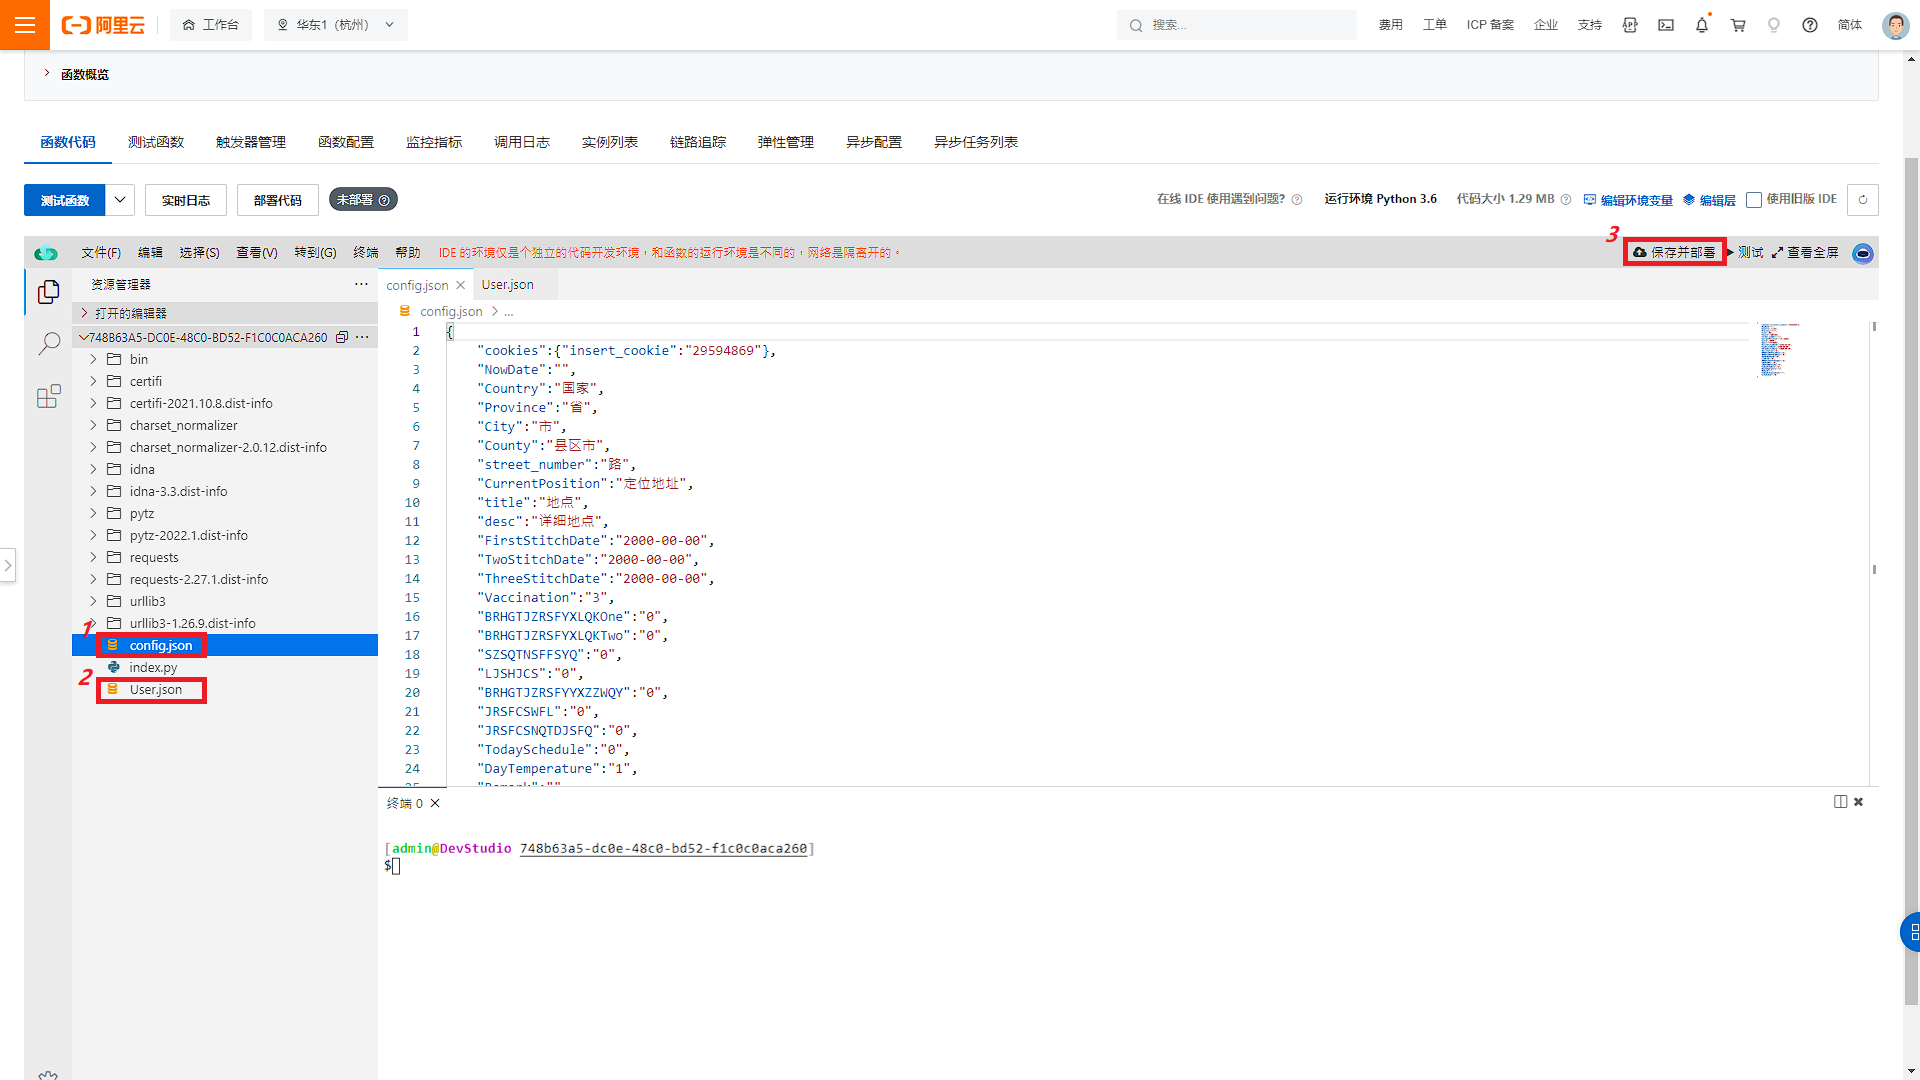 阿里云
工作台
华东1（杭州）
搜索...
费用
工单
ICP 备案
企业
支持
简体
函数概览
函数代码
测试函数
触发器管理
函数配置
监控指标
调用日志
实例列表
链路追踪
弹性管理
异步配置
异步任务列表
测试函数
实时日志
部署代码
未部署
在线 IDE 使用遇到问题?
运行环境 Python 3.6
代码大小 1.29 MB
编辑环境变量
编辑层
使用旧版 IDE
文件(F)
编辑
选择(S)
查看(V)
转到(G)
终端
帮助
IDE 的环境仅是个独立的代码开发环境，和函数的运行环境是不同的，网络是隔离开的。
3
保存并部署
测试
查看全屏
资源管理器
打开的编辑器
748B63A5-DC0E-48C0-BD52-F1C0C0ACA260
bin
certifi
certifi-2021.10.8.dist-info
charset_normalizer
charset_normalizer-2.0.12.dist-info
idna
idna-3.3.dist-info
pytz
pytz-2022.1.dist-info
requests
requests-2.27.1.dist-info
urllib3
urllib3-1.26.9.dist-info
1
config.json
index.py
2
User.json
config.json
User.json
config.json > ...
1 {
2 "cookies":{"insert_cookie":"29594869"},
3 "NowDate":"",
4 "Country":"国家",
5 "Province":"省",
6 "City":"市",
7 "County":"县区市",
8 "street_number":"路",
9 "CurrentPosition":"定位地址",
10 "title":"地点",
11 "desc":"详细地点",
12 "FirstStitchDate":"2000-00-00",
13 "TwoStitchDate":"2000-00-00",
14 "ThreeStitchDate":"2000-00-00",
15 "Vaccination":"3",
16 "BRHGTJZRSFYXLQKOne":"0",
17 "BRHGTJZRSFYXLQKTwo":"0",
18 "SZSQTNSFFSYQ":"0",
19 "LJSHJCS":"0",
20 "BRHGTJZRSFYYXZZWQY":"0",
21 "JRSFCSWFL":"0",
22 "JRSFCSNQTDJSFQ":"0",
23 "TodaySchedule":"0",
24 "DayTemperature":"1",
终端 0
[admin@DevStudio 748b63a5-dc0e-48c0-bd52-f1c0c0aca260]
$